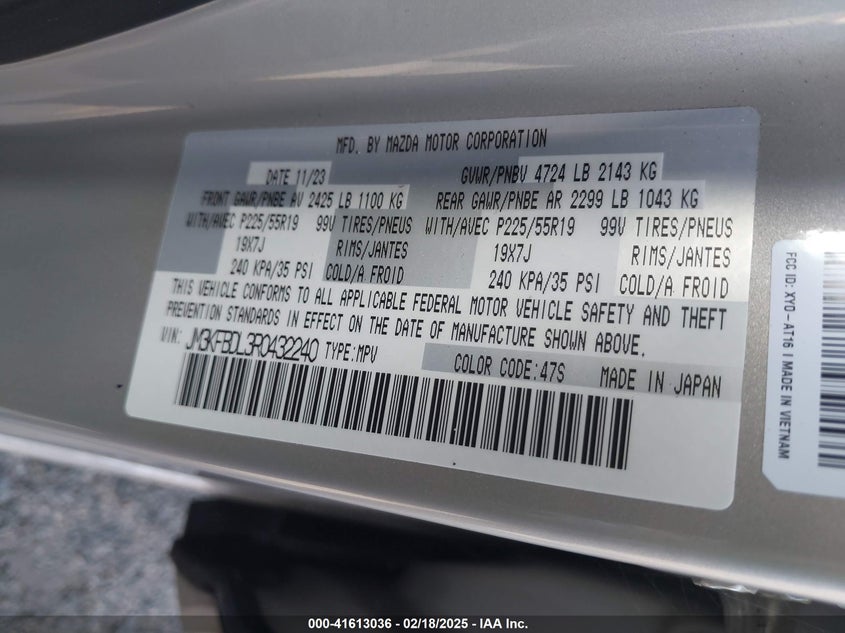 MFD. BY MAZDA MOTOR CORPORATION
DATE 11/23 GVWR/PNBV 4724 LB 2143 KG
FRONT GAWR/PNBE AV 2425 LB 1100 KG REAR GAWR/PNBE AR 2299 LB 1043 KG
WITH/AVEC P225/55R19 99V TIRES/PNEUS WITH/AVEC P225/55R19 99V TIRES/PNEUS
19X7J RIMS/JANTES 19X7J RIMS/JANTES
240 KPA/35 PSI COLD/A FROID 240 KPA/35 PSI COLD/A FROID
THIS VEHICLE CONFORMS TO ALL APPLICABLE FEDERAL MOTOR VEHICLE SAFETY AND THEFT
PREVENTION STANDARDS IN EFFECT ON THE DATE OF MANUFACTURE SHOWN ABOVE.
VIN: JM3KFBDL3R0432240 TYPE:MPV
COLOR CODE:47S MADE IN JAPAN
FCC ID: XYD-AT16 I MADE IN VIETNAM
000-41613036 - 02/18/2025 - IAA Inc.